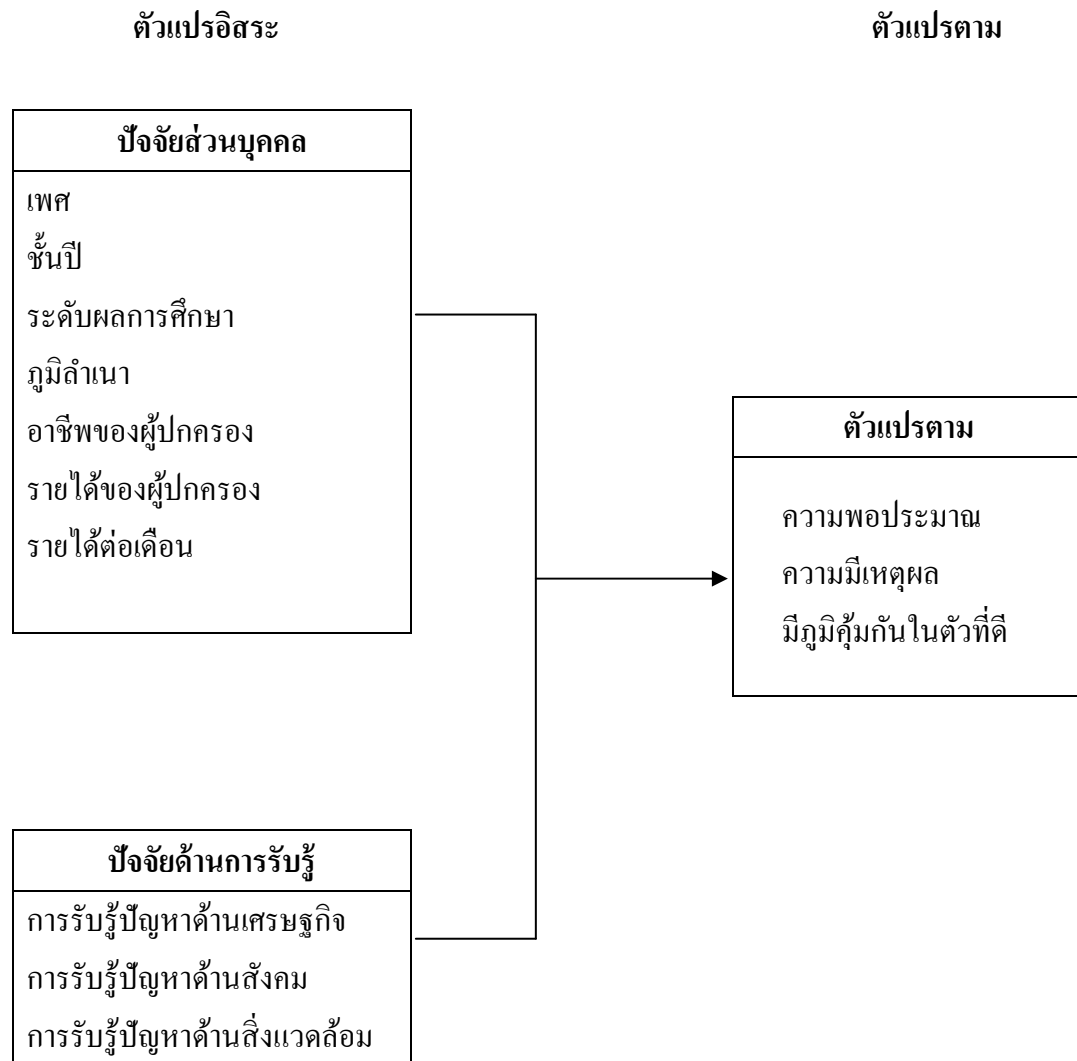 ตัวแปรอิสระ
ตัวแปรตาม
ปัจจัยส่วนบุคคล
เพศ
ชั้นปี
ระดับผลการศึกษา
ภูมิลำเนา
อาชีพของผู้ปกครอง
รายได้ของผู้ปกครอง
รายได้ต่อเดือน
ตัวแปรตาม
ความพอประมาณ
ความมีเหตุผล
มีภูมิคุ้มกันในตัวที่ดี
ปัจจัยด้านการรับรู้
การรับรู้ปัญหาด้านเศรษฐกิจ
การรับรู้ปัญหาด้านสังคม
การรับรู้ปัญหาด้านสิ่งแวดล้อม